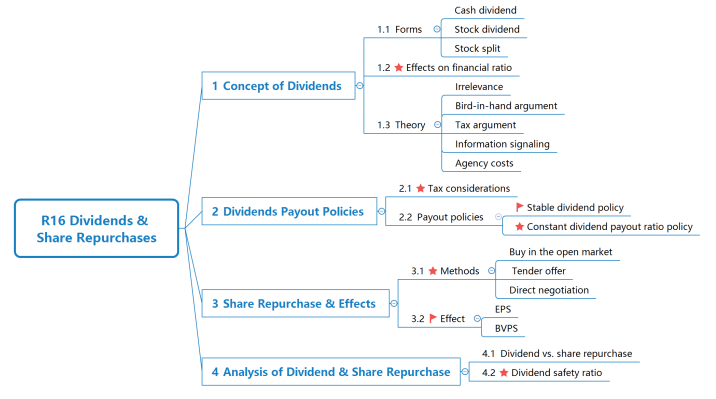 R16 Dividends &
Share Repurchases
1 Concept of Dividends
1.1 Forms
Cash dividend
Stock dividend
Stock split
1.2 Effects on financial ratio
1.3 Theory
Irrelevance
Bird-in-hand argument
Tax argument
Information signaling
Agency costs
2 Dividends Payout Policies
2.1 Tax considerations
2.2 Payout policies
Stable dividend policy
Constant dividend payout ratio policy
3 Share Repurchase & Effects
3.1 Methods
Buy in the open market
Tender offer
Direct negotiation
3.2 Effect
EPS
BVPS
4 Analysis of Dividend & Share Repurchase
4.1 Dividend vs. share repurchase
4.2 Dividend safety ratio